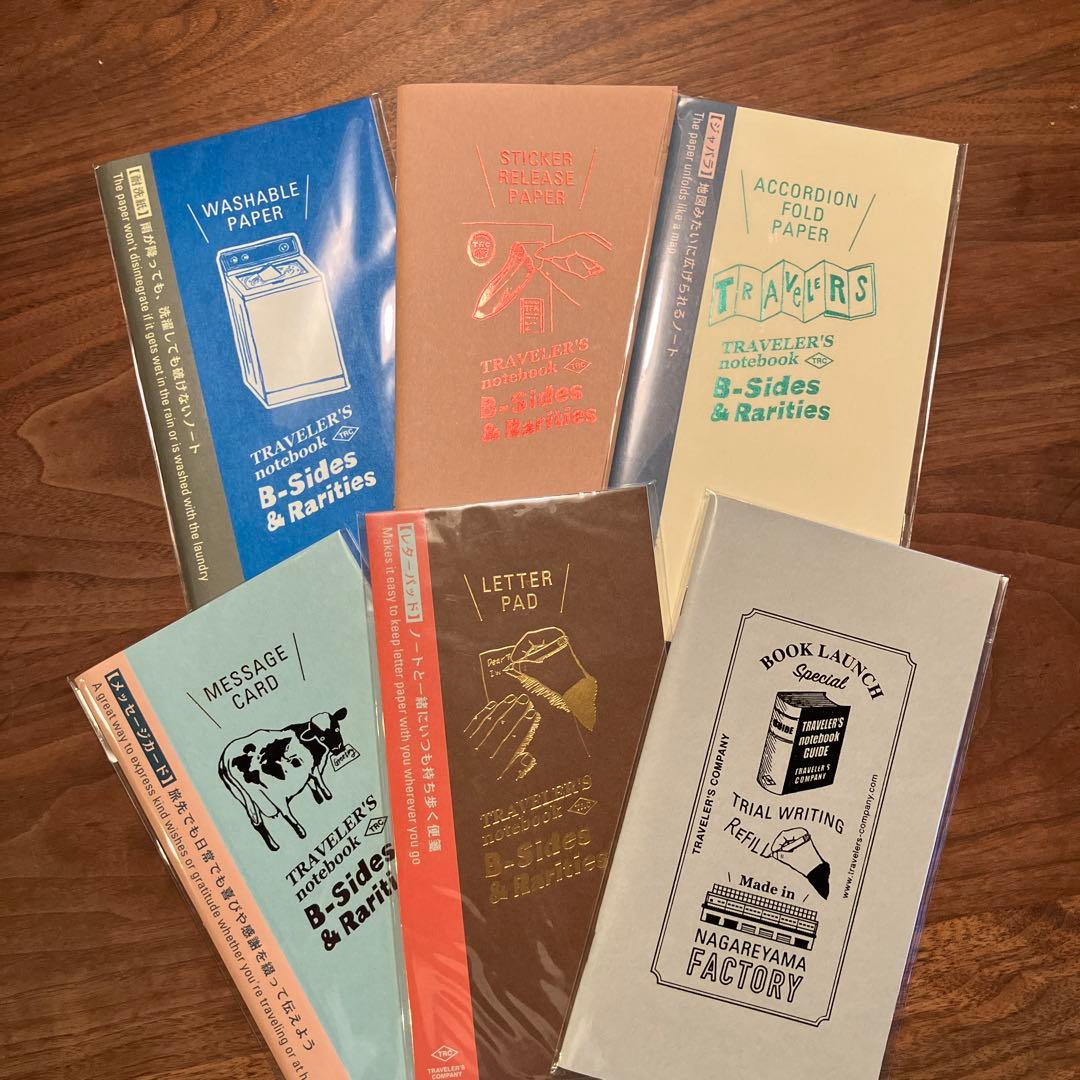 【耐洗紙】雨が降っても、洗濯しても破けないノート
The paper won't disintegrate if it gets wet in the rain or is washed with the laundry
WASHABLE
PAPER
TRAVELER'S
notebook TRC
B-Sides
& Rarities
STICKER
RELEASE
PAPER
TRC
TRAVELER'S
notebook TRC
B-Sides
& Rarities
【ジャバラ】地図みたいに広げられるノート
The paper unfolds like a map
ACCORDION
FOLD
PAPER
TRAVELERS
TRAVELER'S
notebook TRC
B-Sides
& Rarities
【メッセージカード】旅先でも日常でも喜びや感謝を綴って伝えよう
A great way to express kind wishes or gratitude whether you're traveling or at h
MESSAGE
CARD
TRAVELER'S
notebook TRC
B-Sides
& Rariti
【レターパッド】ノートと一緒にいつも持ち歩く便箋
Makes it easy to keep letter paper with you wherever you go
TRC
TRAVELER'S
COMPANY
LETTER
PAD
Dear T
I'm
TRAVELER'S
notebook TRC
B-Sides
& Rarities
BOOK LAUNCH
Special
GUIDE
TRAVELER'S
notebook
GUIDE
TRAVELER'S
COMPANY
TRAVELER'S COMPANY
TRIAL WRITING
REFILL
www.travelers-company.com
Made in
NAGAREYAMA
FACTORY